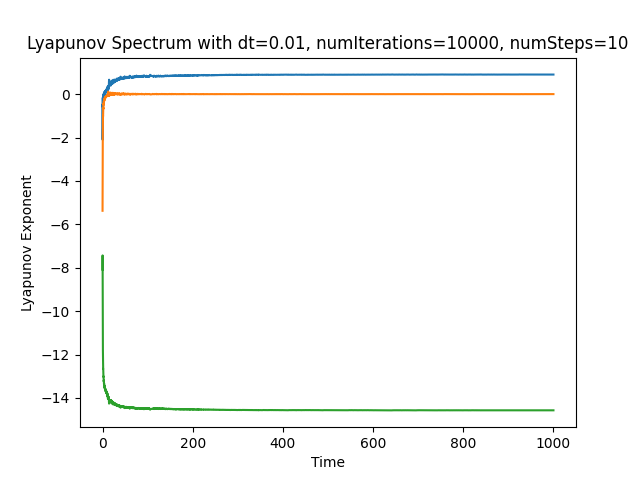 Lyapunov Spectrum with dt=0.01, numIterations=10000, numSteps=10
Lyapunov Exponent
0
−2
−4
−6
−8
−10
−12
−14
0 200 400 600 800 1000
Time